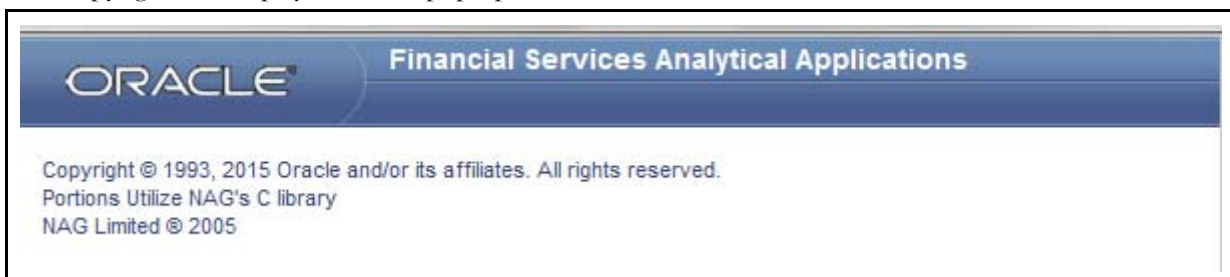 ORACLE
Financial Services Analytical Applications
Copyright © 1993, 2015 Oracle and/or its affiliates. All rights reserved.
Portions Utilize NAG's C library
NAG Limited ® 2005